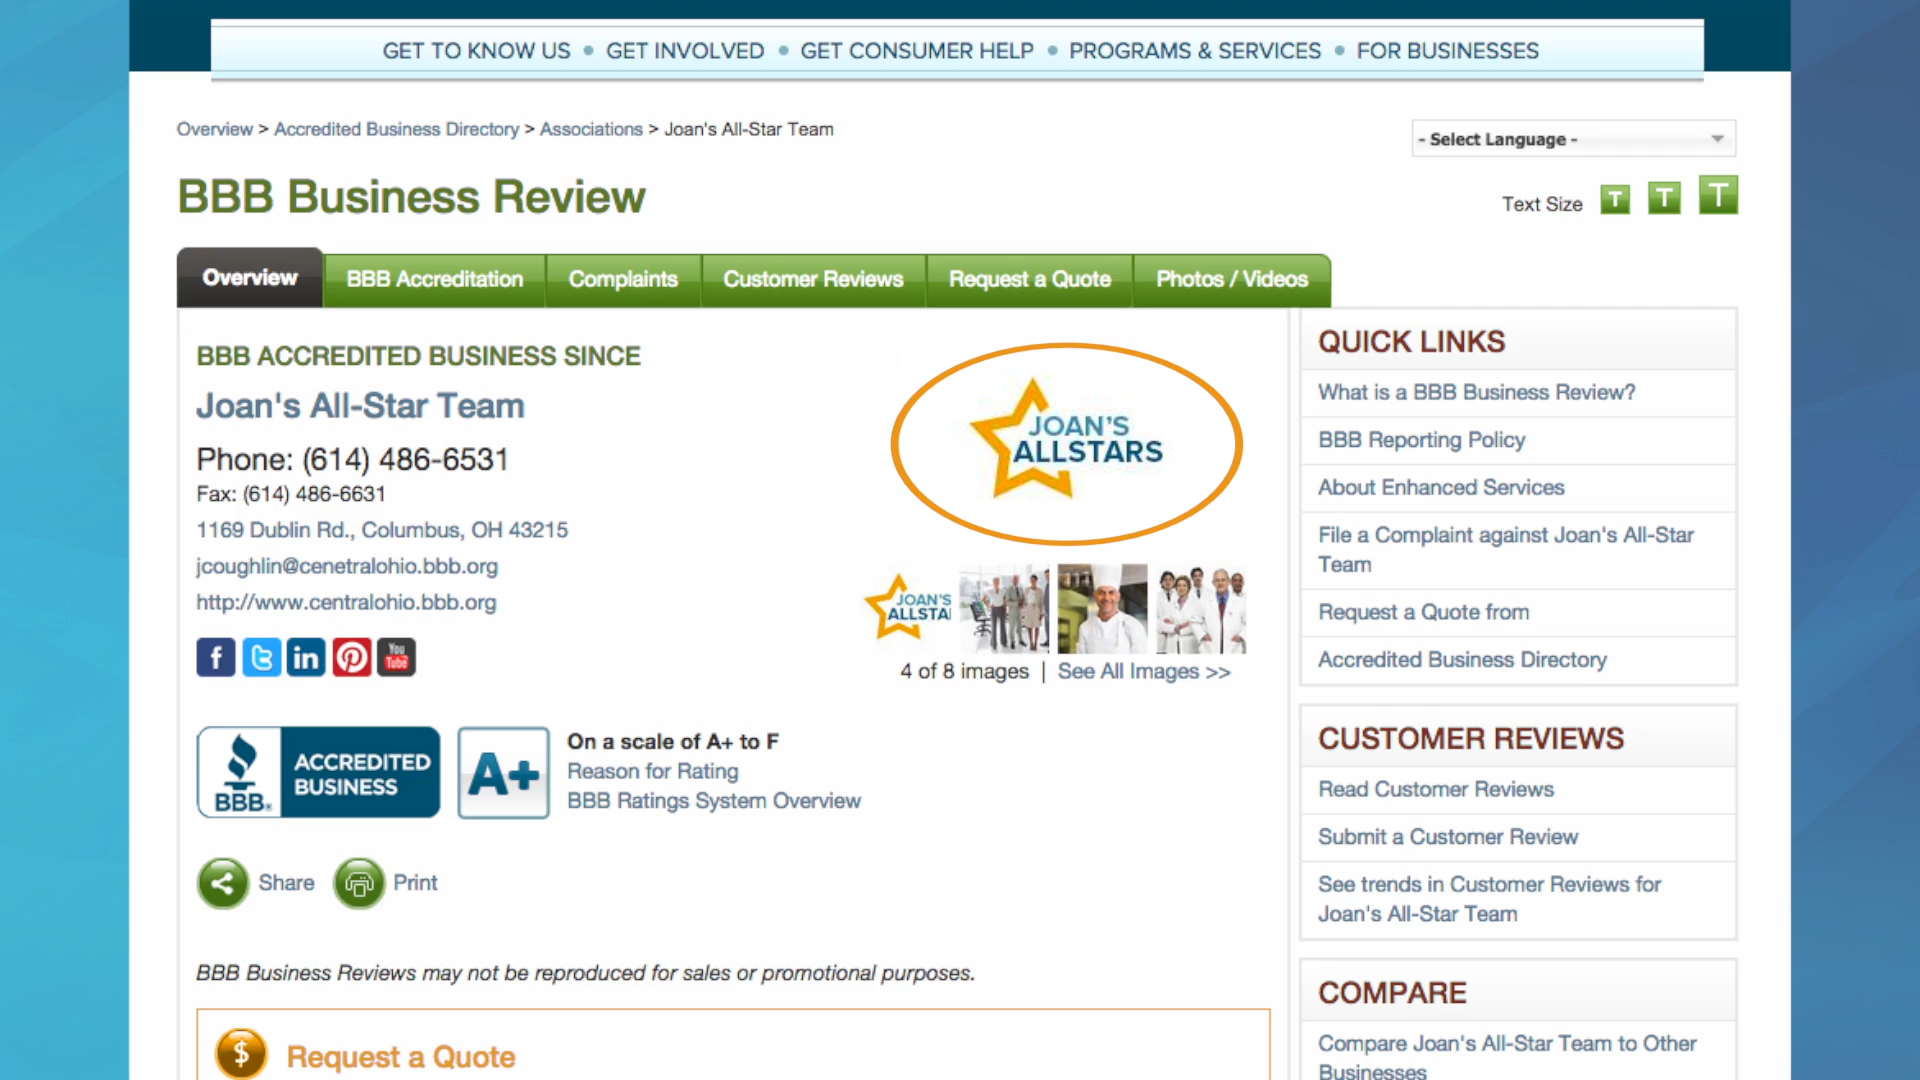 GET TO KNOW US • GET INVOLVED • GET CONSUMER HELP • PROGRAMS & SERVICES • FOR BUSINESSES
Overview > Accredited Business Directory > Associations > Joan's All-Star Team
- Select Language -
BBB Business Review
Text Size T T T
Overview
BBB Accreditation
Complaints
Customer Reviews
Request a Quote
Photos / Videos
BBB ACCREDITED BUSINESS SINCE
Joan's All-Star Team
Phone: (614) 486-6531
Fax: (614) 486-6631
1169 Dublin Rd., Columbus, OH 43215
jcoughlin@cenetralohio.bbb.org
http://www.centralohio.bbb.org
f
in
You
Tube
JOAN'S
ALLSTARS
JOAN'S
ALLSTA
4 of 8 images | See All Images >>
BBB®
ACCREDITED
BUSINESS
A+
On a scale of A+ to F
Reason for Rating
BBB Ratings System Overview
Share
Print
BBB Business Reviews may not be reproduced for sales or promotional purposes.
$
Request a Quote
QUICK LINKS
What is a BBB Business Review?
BBB Reporting Policy
About Enhanced Services
File a Complaint against Joan's All-Star
Team
Request a Quote from
Accredited Business Directory
CUSTOMER REVIEWS
Read Customer Reviews
Submit a Customer Review
See trends in Customer Reviews for
Joan's All-Star Team
COMPARE
Compare Joan's All-Star Team to Other
Businesses